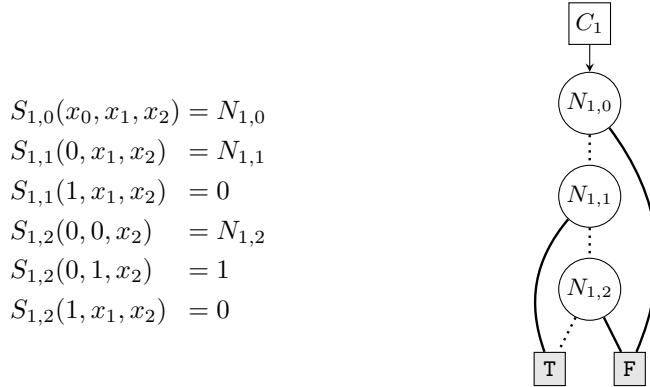 S_{1,0}(x_0, x_1, x_2) = N_{1,0}
S_{1,1}(0, x_1, x_2) = N_{1,1}
S_{1,1}(1, x_1, x_2) = 0
S_{1,2}(0, 0, x_2) = N_{1,2}
S_{1,2}(0, 1, x_2) = 1
S_{1,2}(1, x_1, x_2) = 0
C_1
N_{1,0}
N_{1,1}
N_{1,2}
T F